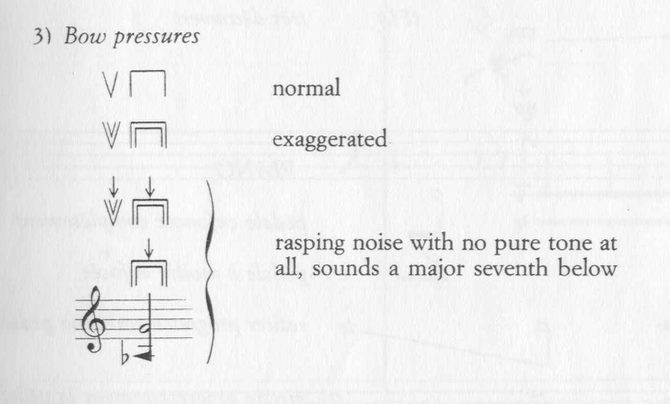 3) Bow pressures
normal
exaggerated
rasping noise with no pure tone at
all, sounds a major seventh below